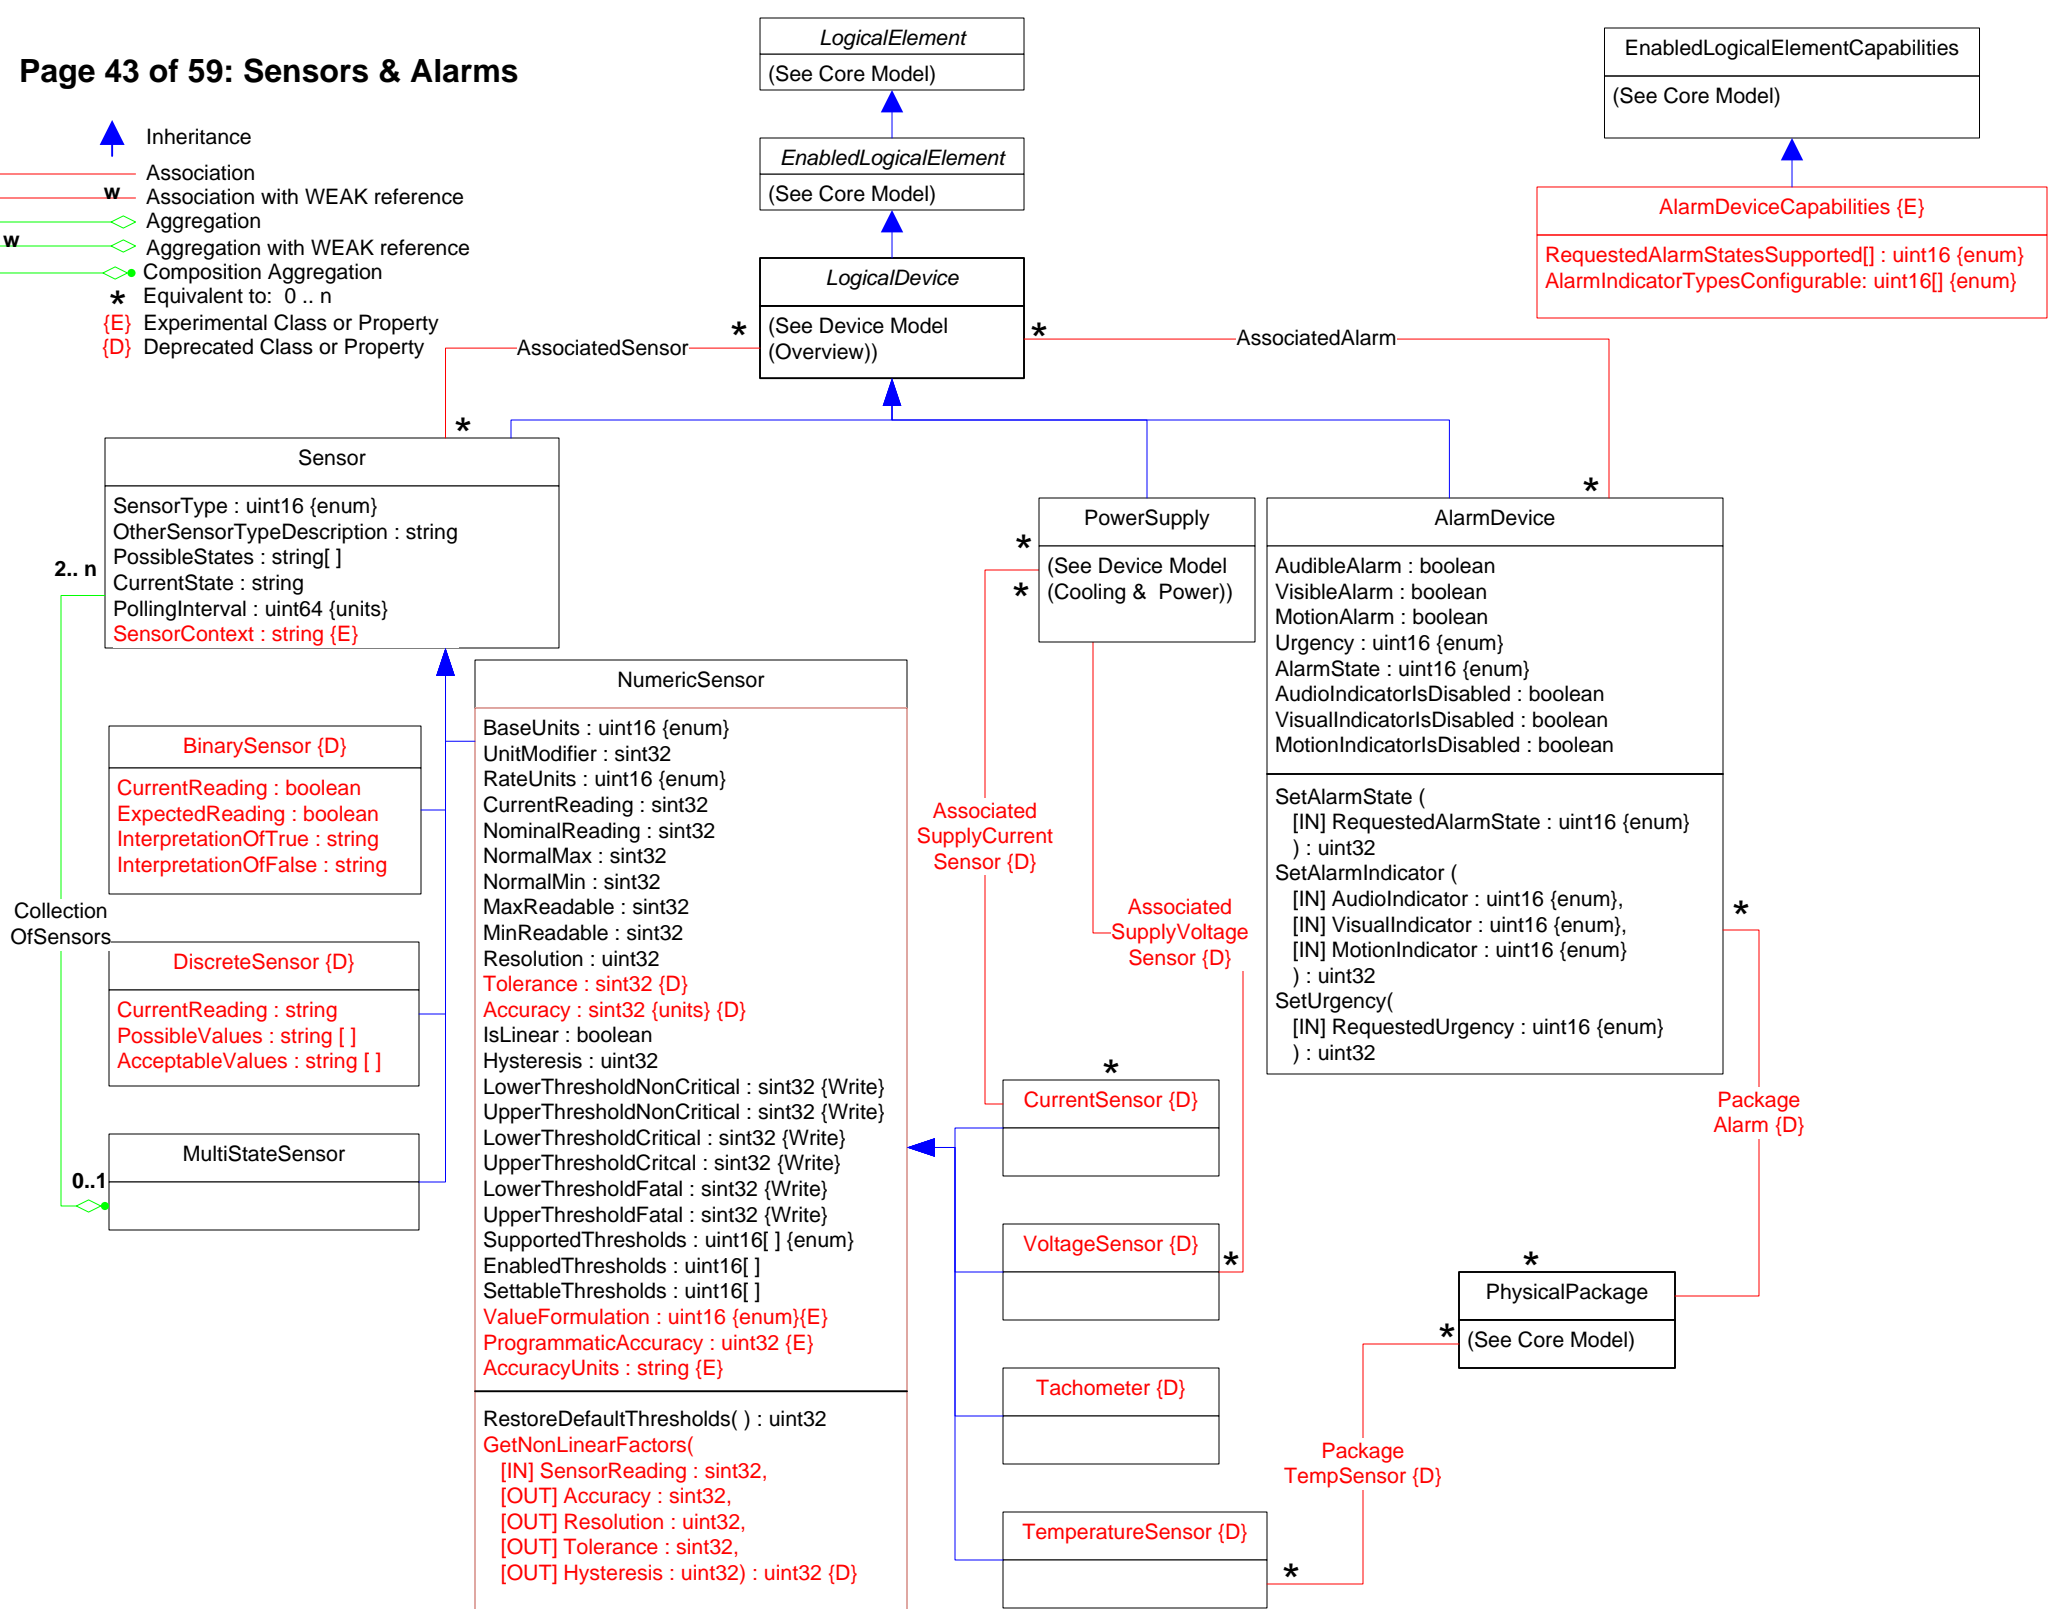 Page 43 of 59: Sensors & Alarms
Inheritance
Association
w
Association with WEAK reference
Aggregation
w
Aggregation with WEAK reference
Composition Aggregation
* Equivalent to: 0 .. n
{E} Experimental Class or Property
{D} Deprecated Class or Property
LogicalElement
(See Core Model)
EnabledLogicalElement
(See Core Model)
LogicalDevice
(See Device Model
(Overview))
EnabledLogicalElementCapabilities
(See Core Model)
AlarmDeviceCapabilities {E}
RequestedAlarmStatesSupported[] : uint16 {enum}
AlarmIndicatorTypesConfigurable: uint16[] {enum}
*
AssociatedSensor
*
*
AssociatedAlarm
*
Sensor
SensorType : uint16 {enum}
OtherSensorTypeDescription : string
PossibleStates : string[ ]
CurrentState : string
PollingInterval : uint64 {units}
SensorContext : string {E}
2.. n
Collection
OfSensors
0..1
BinarySensor {D}
CurrentReading : boolean
ExpectedReading : boolean
InterpretationOfTrue : string
InterpretationOfFalse : string
DiscreteSensor {D}
CurrentReading : string
PossibleValues : string [ ]
AcceptableValues : string [ ]
MultiStateSensor
NumericSensor
BaseUnits : uint16 {enum}
UnitModifier : sint32
RateUnits : uint16 {enum}
CurrentReading : sint32
NominalReading : sint32
NormalMax : sint32
NormalMin : sint32
MaxReadable : sint32
MinReadable : sint32
Resolution : uint32
Tolerance : sint32 {D}
Accuracy : sint32 {units} {D}
IsLinear : boolean
Hysteresis : uint32
LowerThresholdNonCritical : sint32 {Write}
UpperThresholdNonCritical : sint32 {Write}
LowerThresholdCritical : sint32 {Write}
UpperThresholdCritcal : sint32 {Write}
LowerThresholdFatal : sint32 {Write}
UpperThresholdFatal : sint32 {Write}
SupportedThresholds : uint16[ ] {enum}
EnabledThresholds : uint16[ ]
SettableThresholds : uint16[ ]
ValueFormulation : uint16 {enum}{E}
ProgrammaticAccuracy : uint32 {E}
AccuracyUnits : string {E}
RestoreDefaultThresholds( ) : uint32
GetNonLinearFactors(
[IN] SensorReading : sint32,
[OUT] Accuracy : sint32,
[OUT] Resolution : uint32,
[OUT] Tolerance : sint32,
[OUT] Hysteresis : uint32) : uint32 {D}
PowerSupply
(See Device Model
(Cooling &  Power))
*
*
Associated
SupplyCurrent
Sensor {D}
Associated
SupplyVoltage
Sensor {D}
AlarmDevice
AudibleAlarm : boolean
VisibleAlarm : boolean
MotionAlarm : boolean
Urgency : uint16 {enum}
AlarmState : uint16 {enum}
AudioIndicatorIsDisabled : boolean
VisualIndicatorIsDisabled : boolean
MotionIndicatorIsDisabled : boolean
SetAlarmState (
[IN] RequestedAlarmState : uint16 {enum}
) : uint32
SetAlarmIndicator (
[IN] AudioIndicator : uint16 {enum},
[IN] VisualIndicator : uint16 {enum},
[IN] MotionIndicator : uint16 {enum}
) : uint32
SetUrgency(
[IN] RequestedUrgency : uint16 {enum}
) : uint32
*
Package
Alarm {D}
*
CurrentSensor {D}
VoltageSensor {D}
*
Tachometer {D}
TemperatureSensor {D}
*
Package
TempSensor {D}
*
*
PhysicalPackage
(See Core Model)